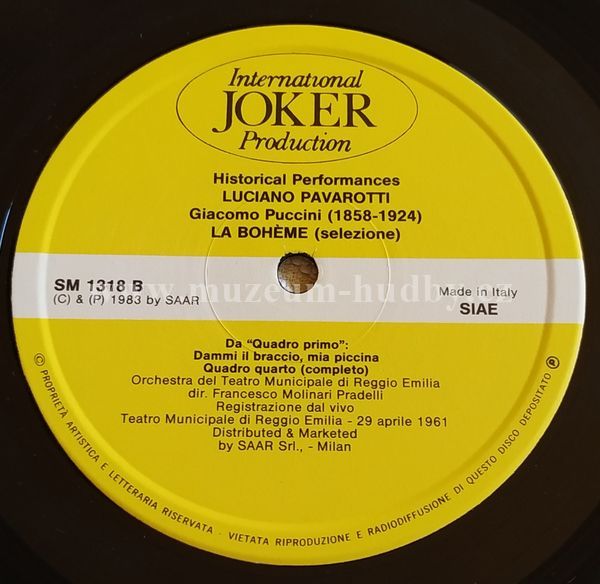 International
JOKER
Production
Historical Performances
LUCIANO PAVAROTTI
Giacomo Puccini (1858-1924)
LA BOHÈME (selezione)
SM 1318 B
(C) & (P) 1983 by SAAR
Made in Italy
SIAE
www.muzeum-hudby.cz
Da "Quadro primo":
Dammi il braccio, mia piccina
Quadro quarto (completo)
Orchestra del Teatro Municipale di Reggio Emilia
dir. Francesco Molinari Pradelli
Registrazione dal vivo
Teatro Municipale di Reggio Emilia - 29 aprile 1961
Distributed & Marketed
by SAAR Srl., - Milan
© PROPRIETÀ ARTISTICA E LETTERARIA RISERVATA - VIETATA RIPRODUZIONE E RADIODIFFUSIONE DI QUESTO DISCO DEPOSITATO ℗